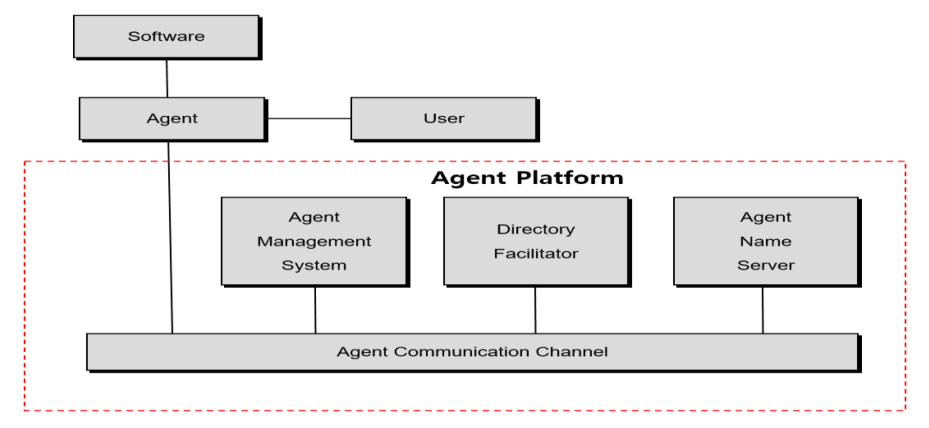 Software
Agent
User
Agent Platform
Agent
Management
System
Directory
Facilitator
Agent
Name
Server
Agent Communication Channel